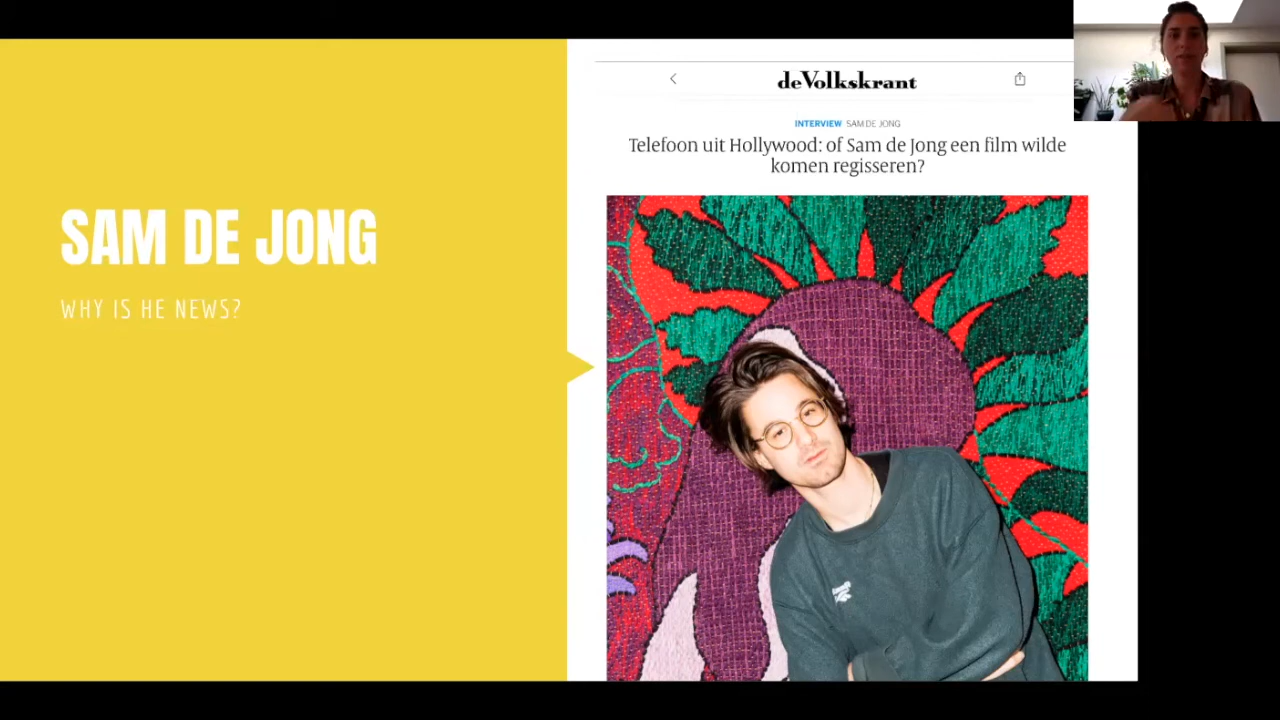 SAM DE JONG
WHY IS HE NEWS?
deVolkskrant
INTERVIEW SAM DE JONG
Telefoon uit Hollywood: of Sam de Jong een film wilde
komen regisseren?